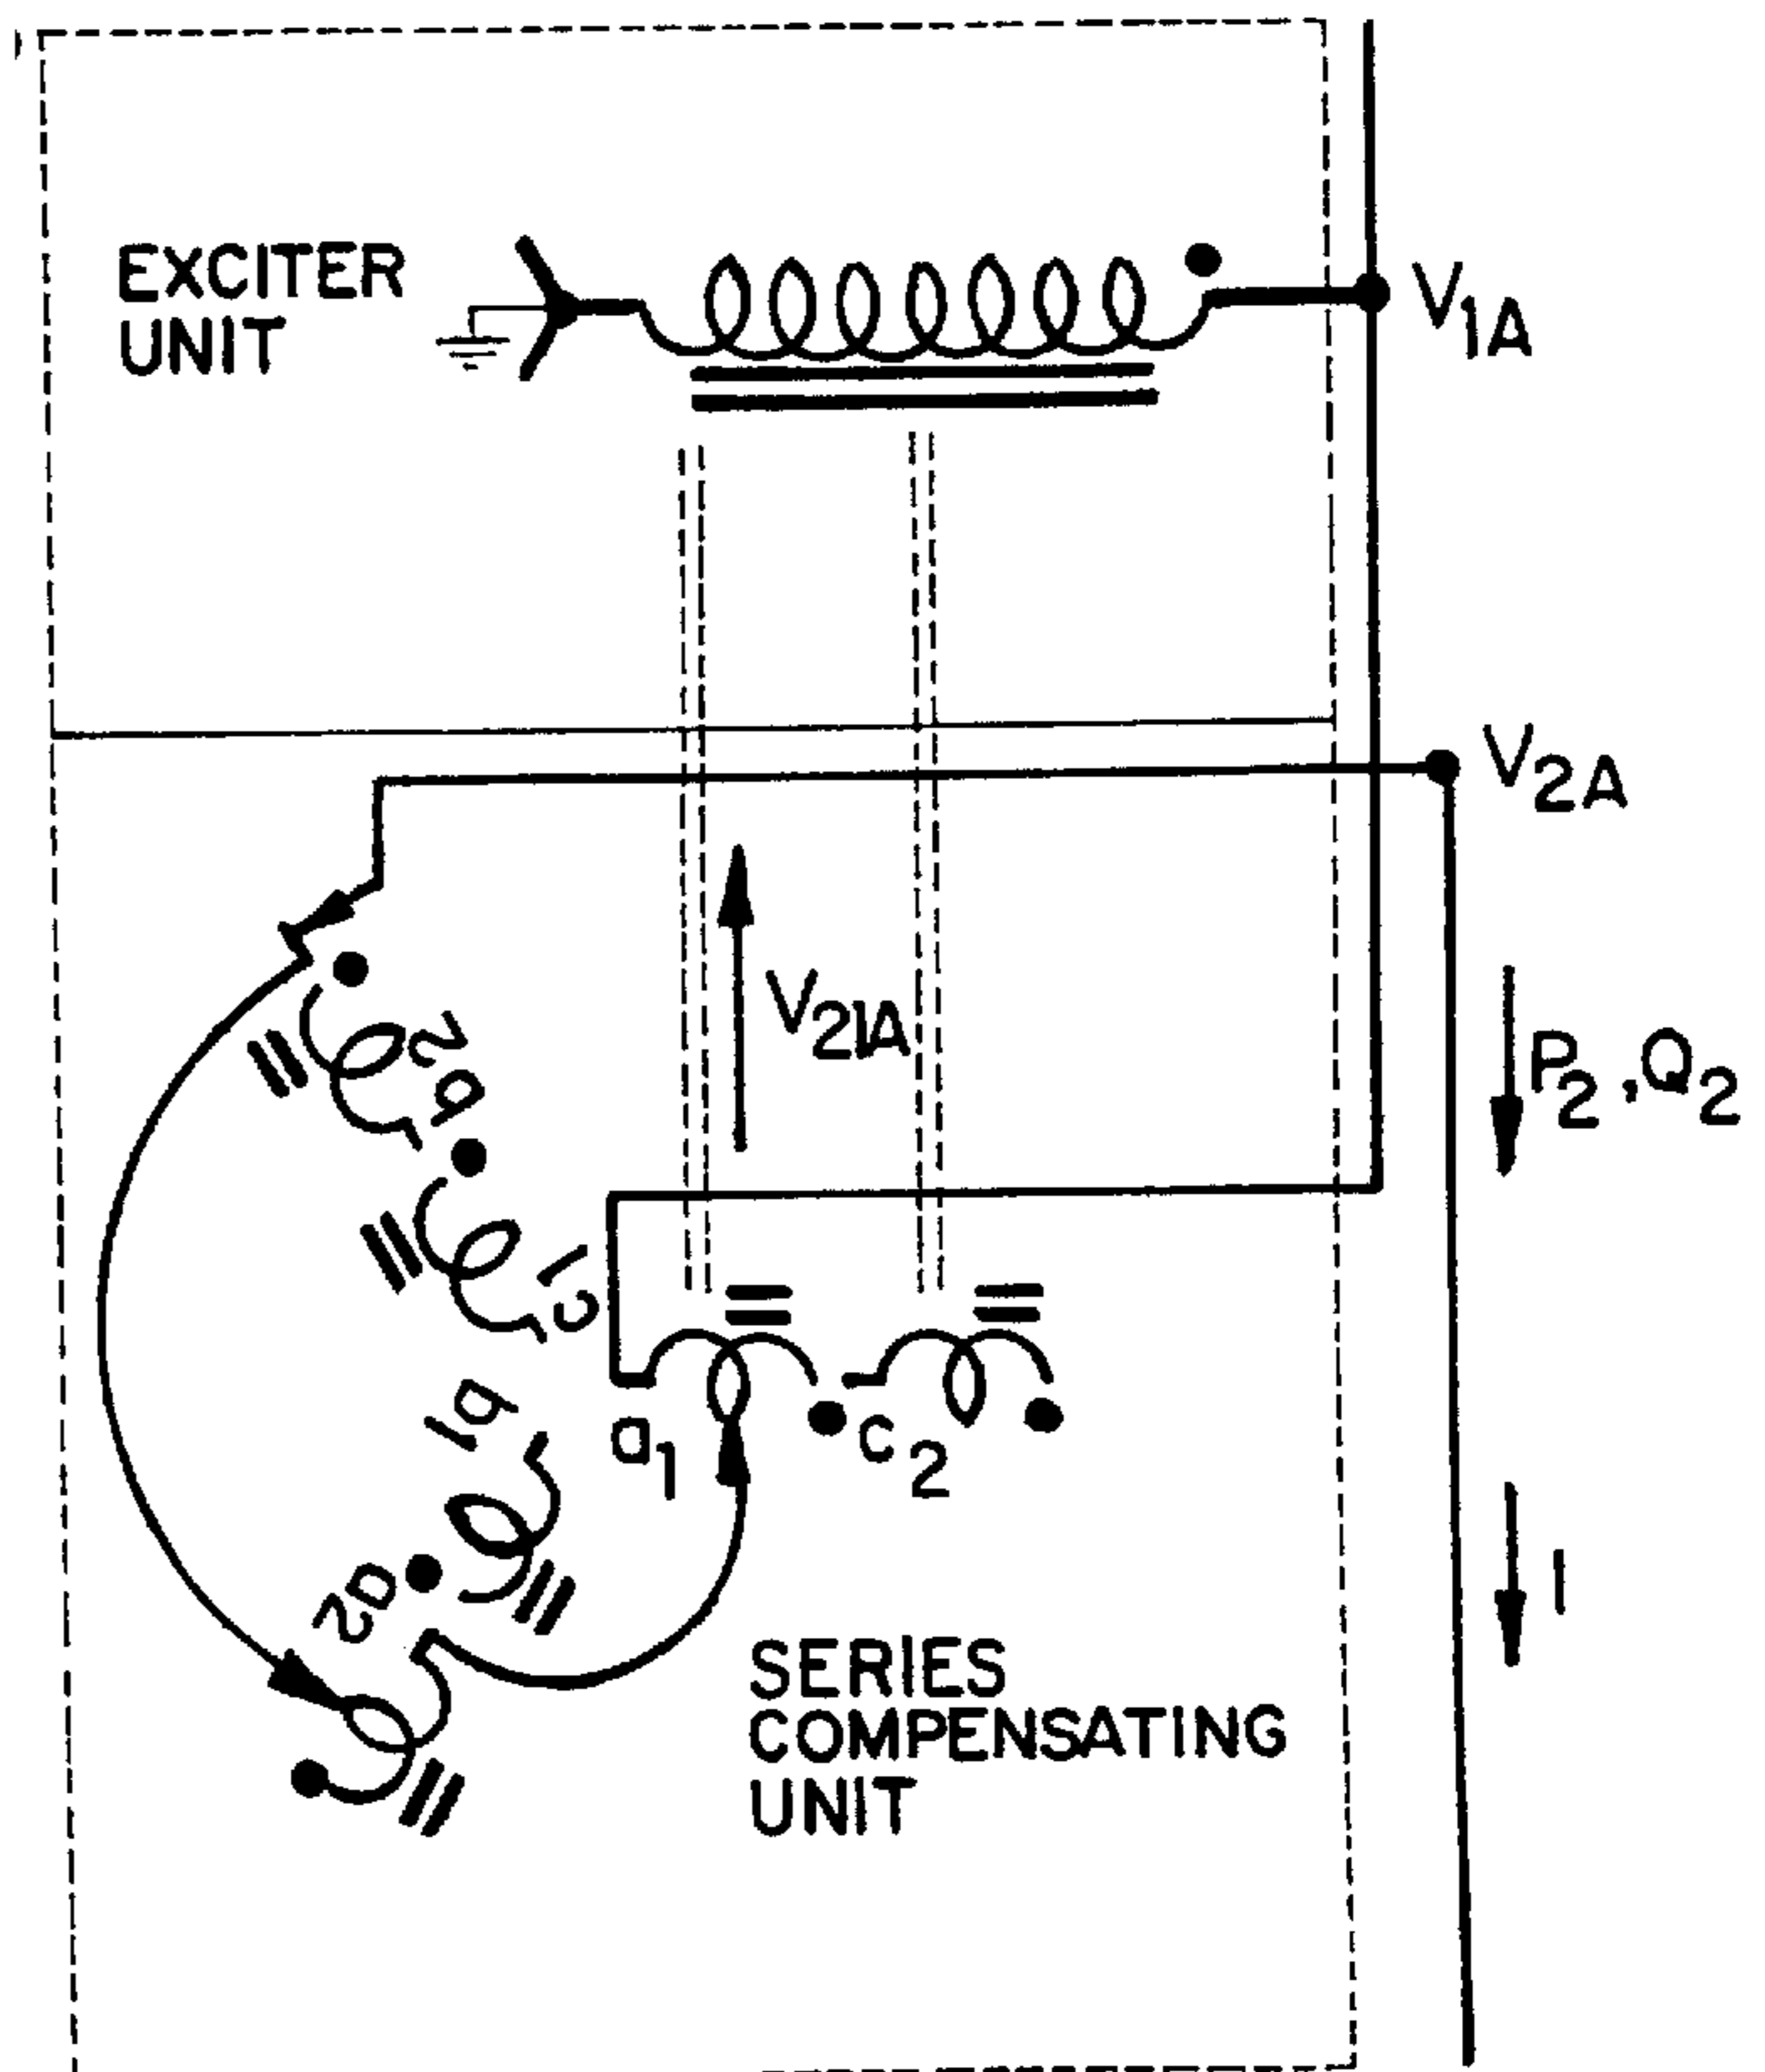 EXCITER
UNIT
V1A
V2A
V21A
P2,Q2
b2
c1
b1
a1
c2
a2
I
SERIES
COMPENSATING
UNIT